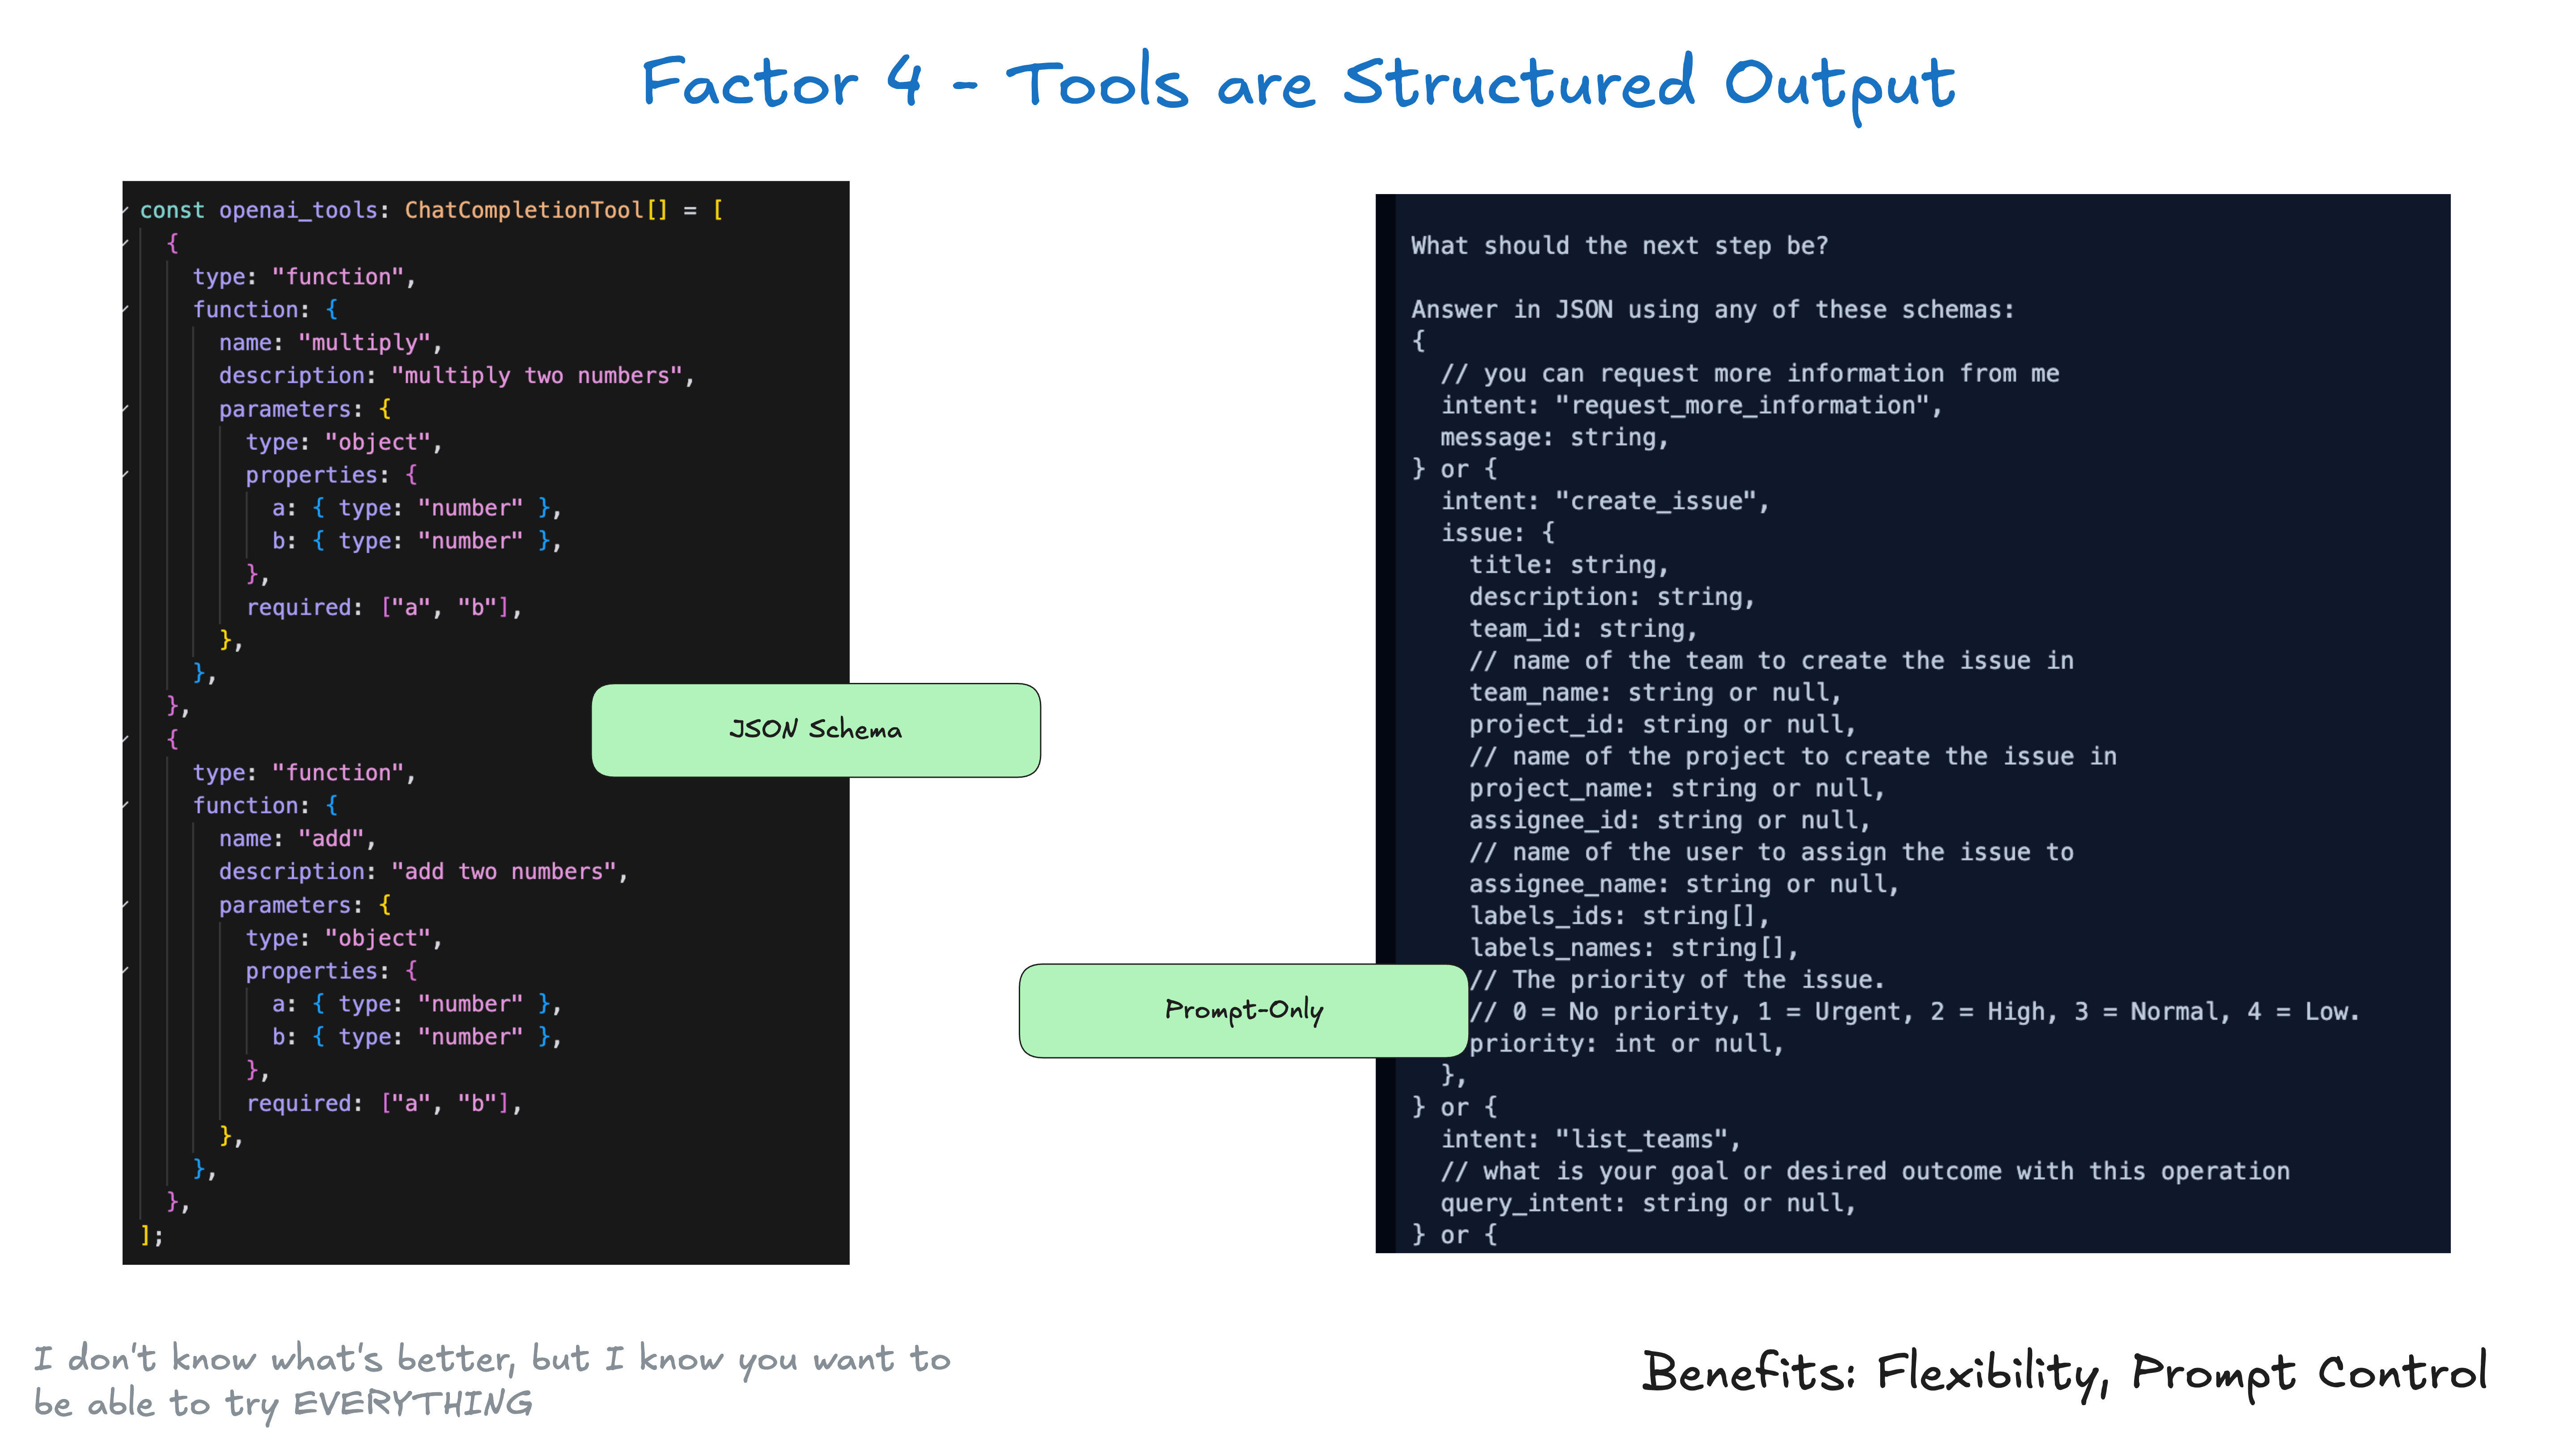 Factor 4 - Tools are Structured Output
const openai_tools: ChatCompletionTool[] = [
  {
    type: "function",
    function: {
      name: "multiply",
      description: "multiply two numbers",
      parameters: {
        type: "object",
        properties: {
          a: { type: "number" },
          b: { type: "number" },
        },
        required: ["a", "b"],
      },
    },
  },
  {
    type: "function",
    function: {
      name: "add",
      description: "add two numbers",
      parameters: {
        type: "object",
        properties: {
          a: { type: "number" },
          b: { type: "number" },
        },
        required: ["a", "b"],
      },
    },
  },
];
JSON Schema
Prompt-Only
What should the next step be?
Answer in JSON using any of these schemas:
{
  // you can request more information from me
  intent: "request_more_information",
  message: string,
} or {
  intent: "create_issue",
  issue: {
    title: string,
    description: string,
    team_id: string,
    // name of the team to create the issue in
    team_name: string or null,
    project_id: string or null,
    // name of the project to create the issue in
    project_name: string or null,
    assignee_id: string or null,
    // name of the user to assign the issue to
    assignee_name: string or null,
    labels_ids: string[],
    labels_names: string[],
    // The priority of the issue.
    // 0 = No priority, 1 = Urgent, 2 = High, 3 = Normal, 4 = Low.
    priority: int or null,
  },
} or {
  intent: "list_teams",
  // what is your goal or desired outcome with this operation
  query_intent: string or null,
} or {
I don't know what's better, but I know you want to
be able to try EVERYTHING
Benefits: Flexibility, Prompt Control